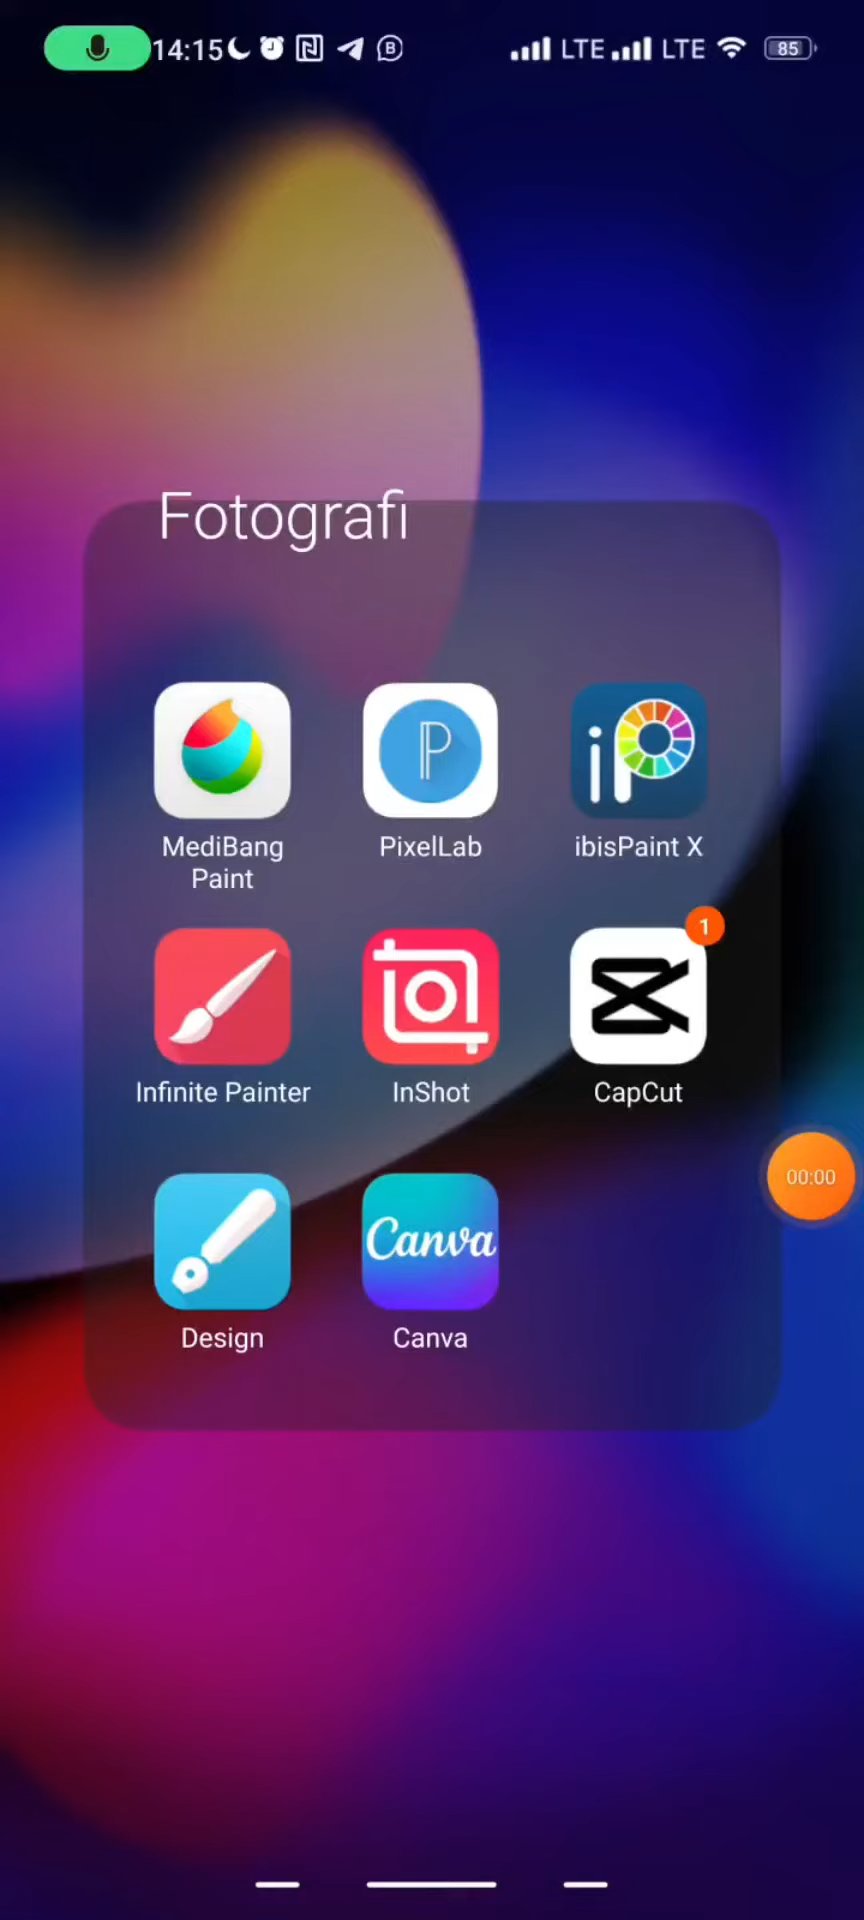 14:15 LTE LTE 85
Fotografi
P iP
MediBang PixelLab ibisPaint X
Paint
1
Infinite Painter InShot CapCut
00:00
Canva
Design Canva